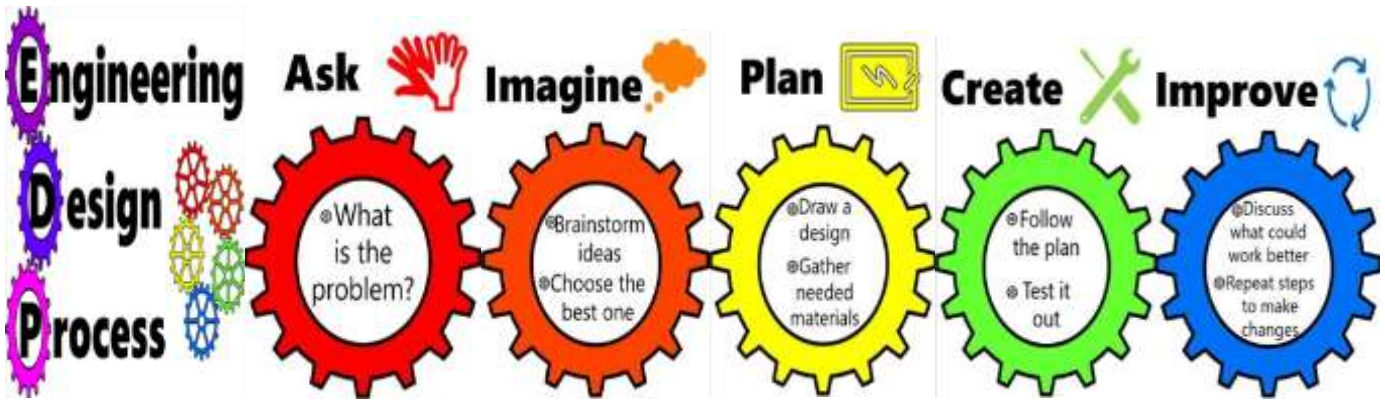 Engineering
Design
Process
Ask
What
is the
problem?
Imagine
Brainstorm
ideas
Choose the
best one
Plan
Draw a
design
Gather
needed
materials
Create
Follow
the plan
Test it
out
Improve
Discuss
what could
work better
Repeat steps
to make
changes